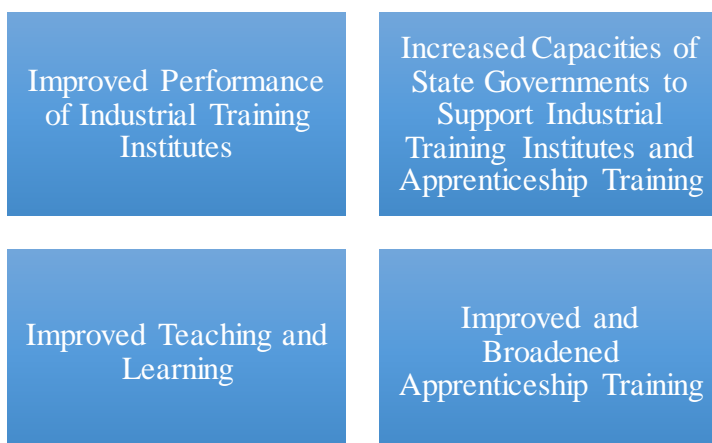 Improved Performance
of Industrial Training
Institutes
Increased Capacities of
State Governments to
Support Industrial
Training Institutes and
Apprenticeship Training
Improved Teaching and
Learning
Improved and
Broadened
Apprenticeship Training